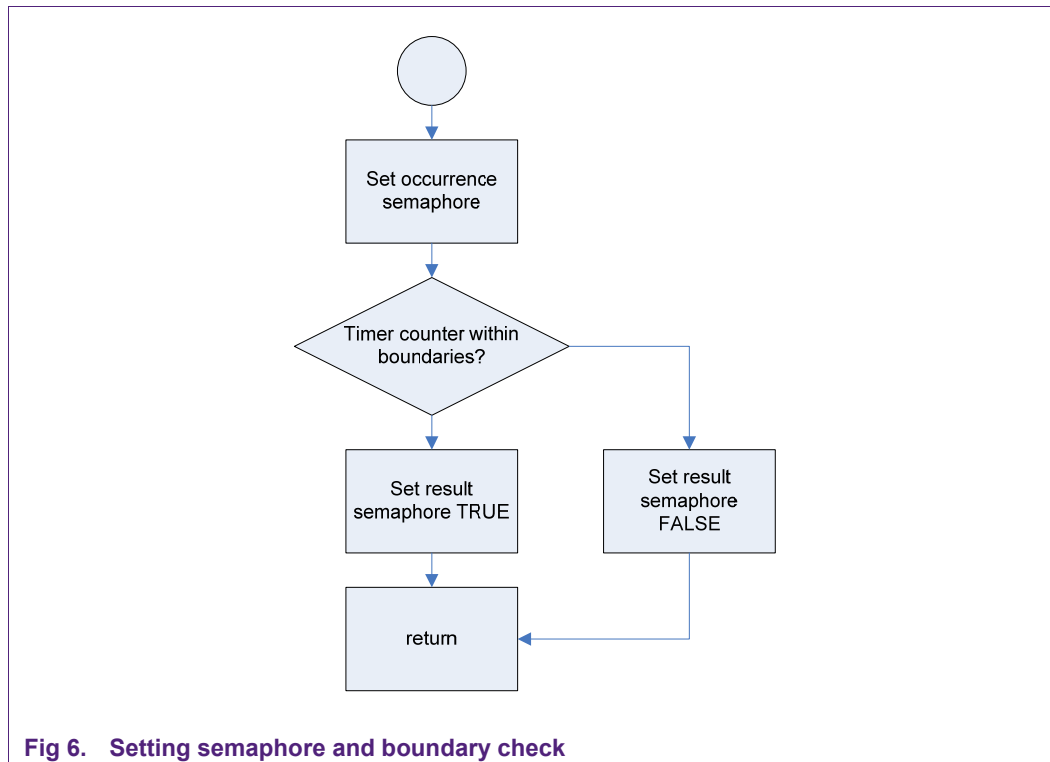 Set occurrence
semaphore
Timer counter within
boundaries?
Set result
semaphore TRUE
Set result
semaphore
FALSE
return
Fig 6. Setting semaphore and boundary check